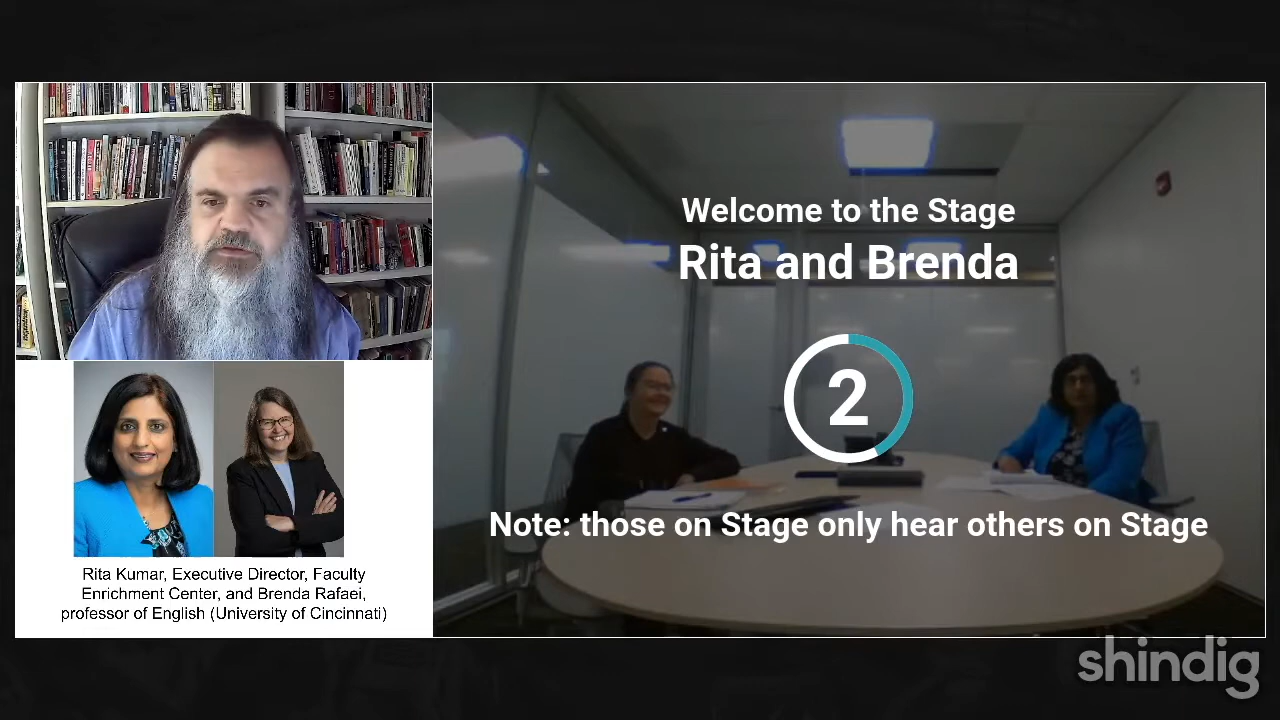 Welcome to the Stage
Rita and Brenda
2
Note: those on Stage only hear others on Stage
Rita Kumar, Executive Director, Faculty
Enrichment Center, and Brenda Rafaei,
professor of English (University of Cincinnati)
shindig